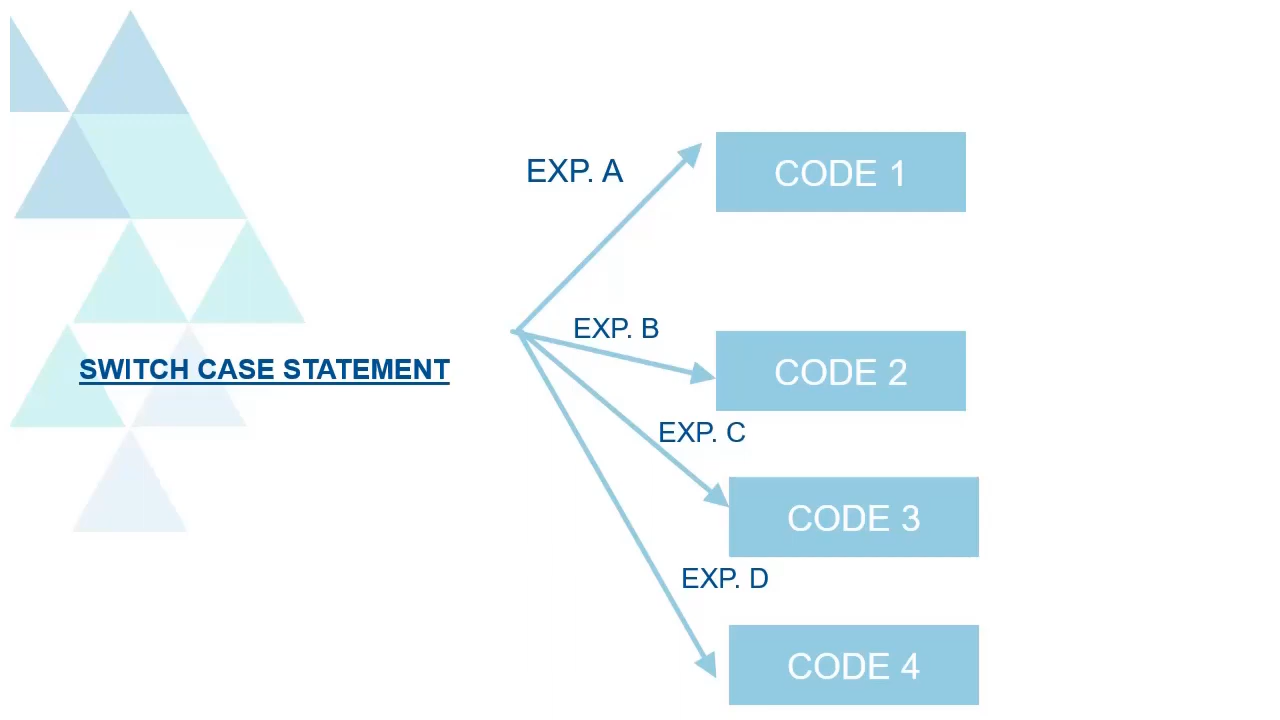 EXP. A
CODE 1
EXP. B
SWITCH CASE STATEMENT
CODE 2
EXP. C
CODE 3
EXP. D
CODE 4